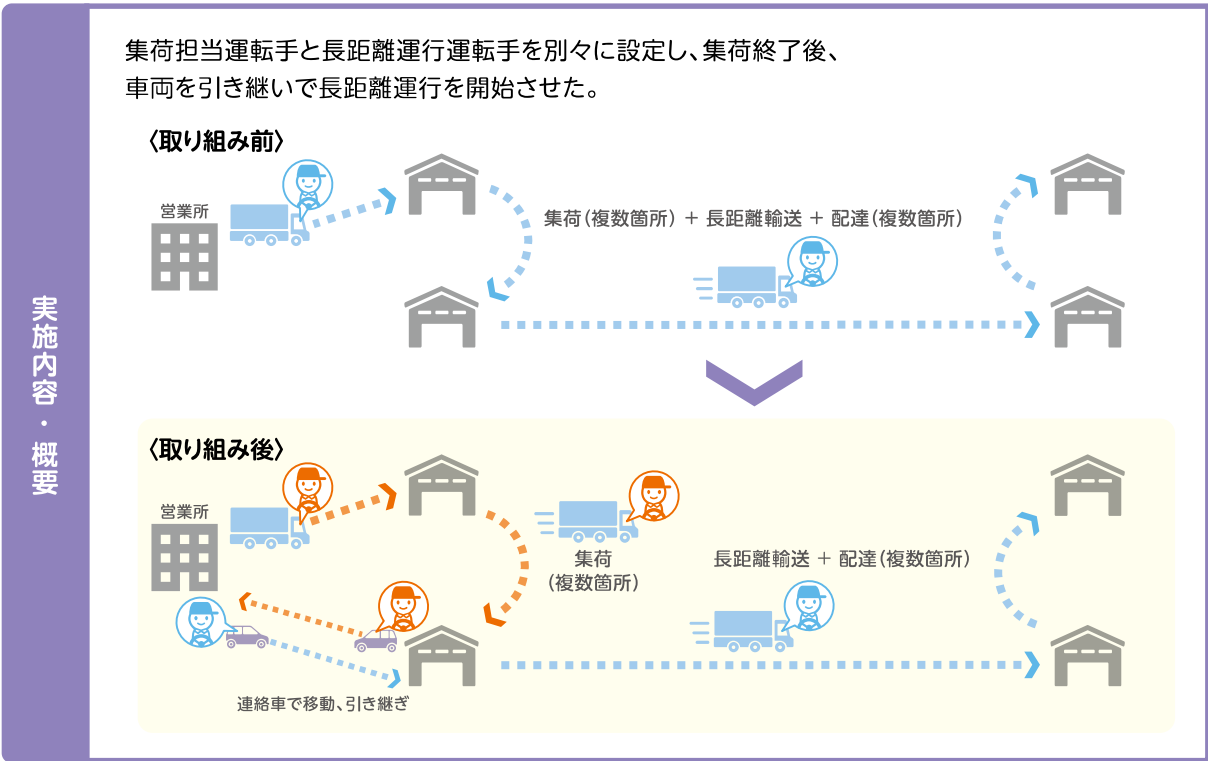 実施内容・概要
集荷担当運転手と長距離運行運転手を別々に設定し、集荷終了後、
車両を引き継いで長距離運行を開始させた。
〈取り組み前〉
営業所
集荷(複数箇所) + 長距離輸送 + 配達(複数箇所)
〈取り組み後〉
営業所
集荷
(複数箇所)
長距離輸送 + 配達(複数箇所)
連絡車で移動、引き継ぎ